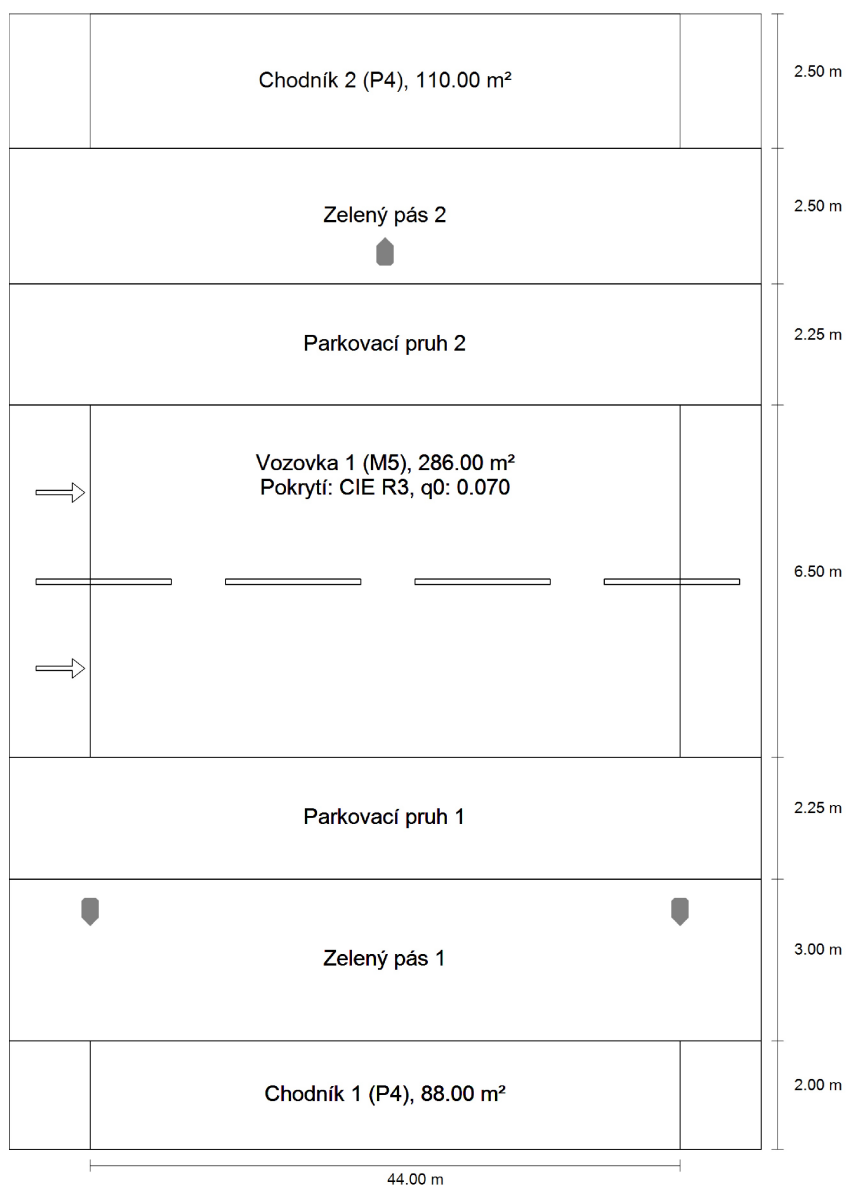 Chodník 2 (P4), 110.00 m²
2.50 m
Zelený pás 2
2.50 m
Parkovací pruh 2
2.25 m
Vozovka 1 (M5), 286.00 m²
Pokrytí: CIE R3, q0: 0.070
6.50 m
Parkovací pruh 1
2.25 m
Zelený pás 1
3.00 m
Chodník 1 (P4), 88.00 m²
2.00 m
44.00 m